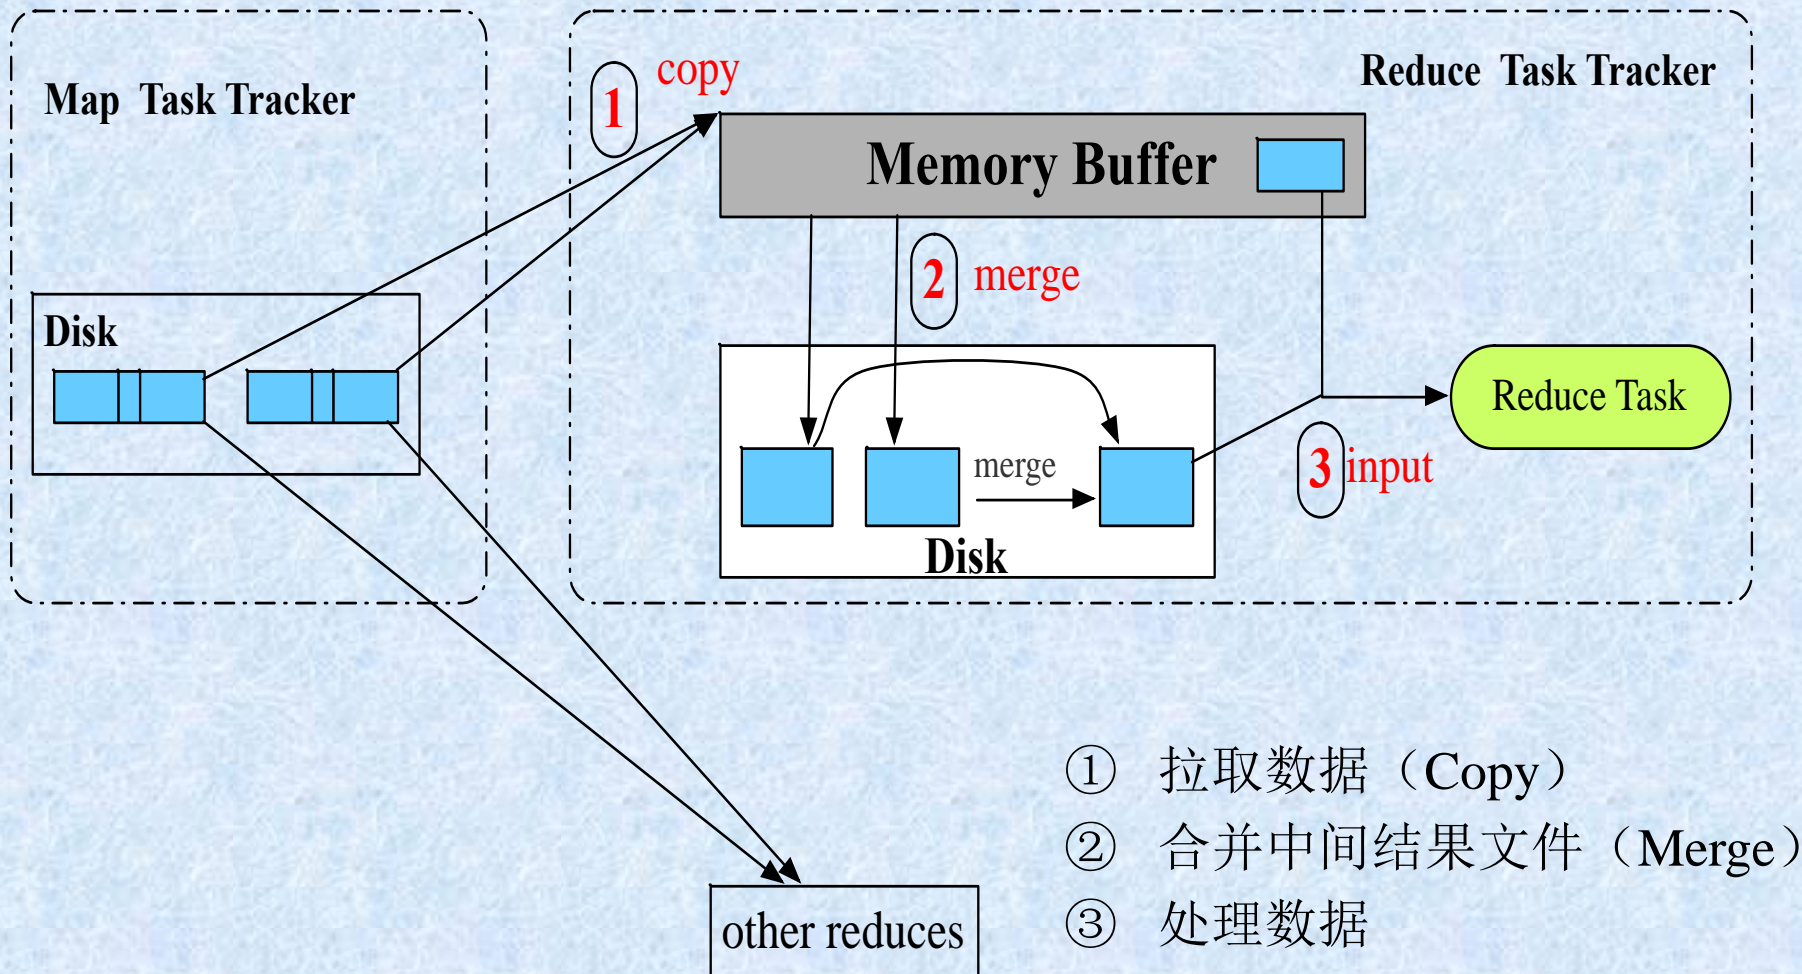 Map Task Tracker
1
copy
Reduce Task Tracker
Memory Buffer
2
merge
Disk
merge
Disk
Reduce Task
3
input
other reduces
① 拉取数据（Copy）
② 合并中间结果文件（Merge）
③ 处理数据